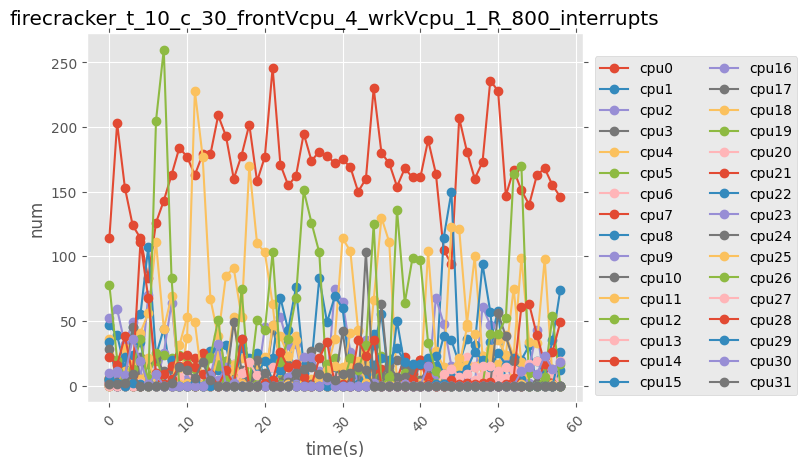 firecracker_t_10_c_30_frontVcpu_4_wrkVcpu_1_R_800_interrupts
250
200
150
100
50
0
num
0
10
20
30
40
50
60
time(s)
cpu0
cpu1
cpu2
cpu3
cpu4
cpu5
cpu6
cpu7
cpu8
cpu9
cpu10
cpu11
cpu12
cpu13
cpu14
cpu15
cpu16
cpu17
cpu18
cpu19
cpu20
cpu21
cpu22
cpu23
cpu24
cpu25
cpu26
cpu27
cpu28
cpu29
cpu30
cpu31